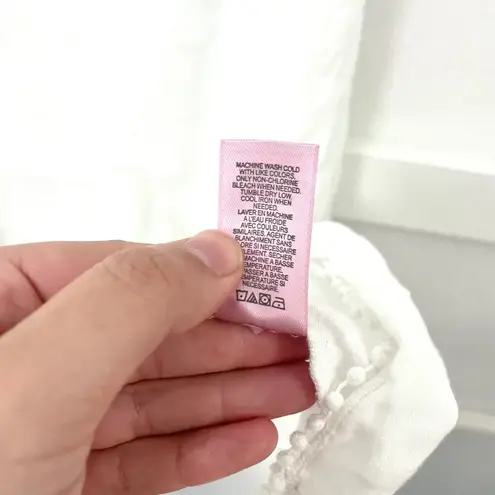 MACHINE WASH COLD
WITH LIKE COLORS,
ONLY NON-CHLORINE
BLEACH WHEN NEEDED.
TUMBLE DRY LOW,
COOL IRON WHEN
NEEDED.
LAVER EN MACHINE
A L'EAU FROIDE
AVEC COULEURS
SIMILAIRES, AGENT DE
BLANCHIMENT SANS
SI NECESSAIRE
SECHER
MACHINE A BASSE
TEMPERATURE,
A BASSE
TEMPERATURE SI
NECESSAIRE.